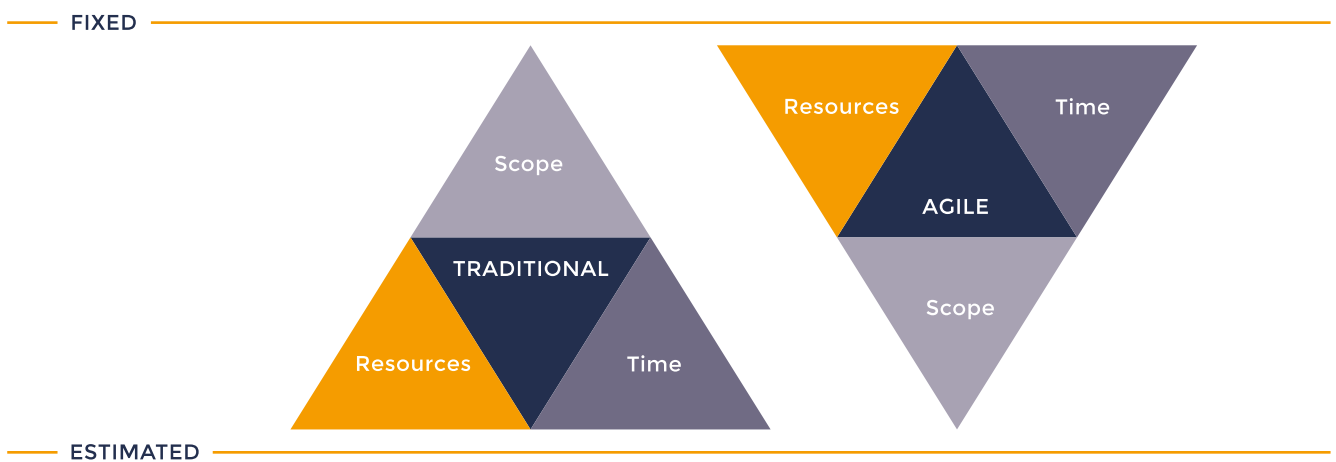 FIXED
Scope
TRADITIONAL
Resources
Time
Resources
Time
AGILE
Scope
ESTIMATED